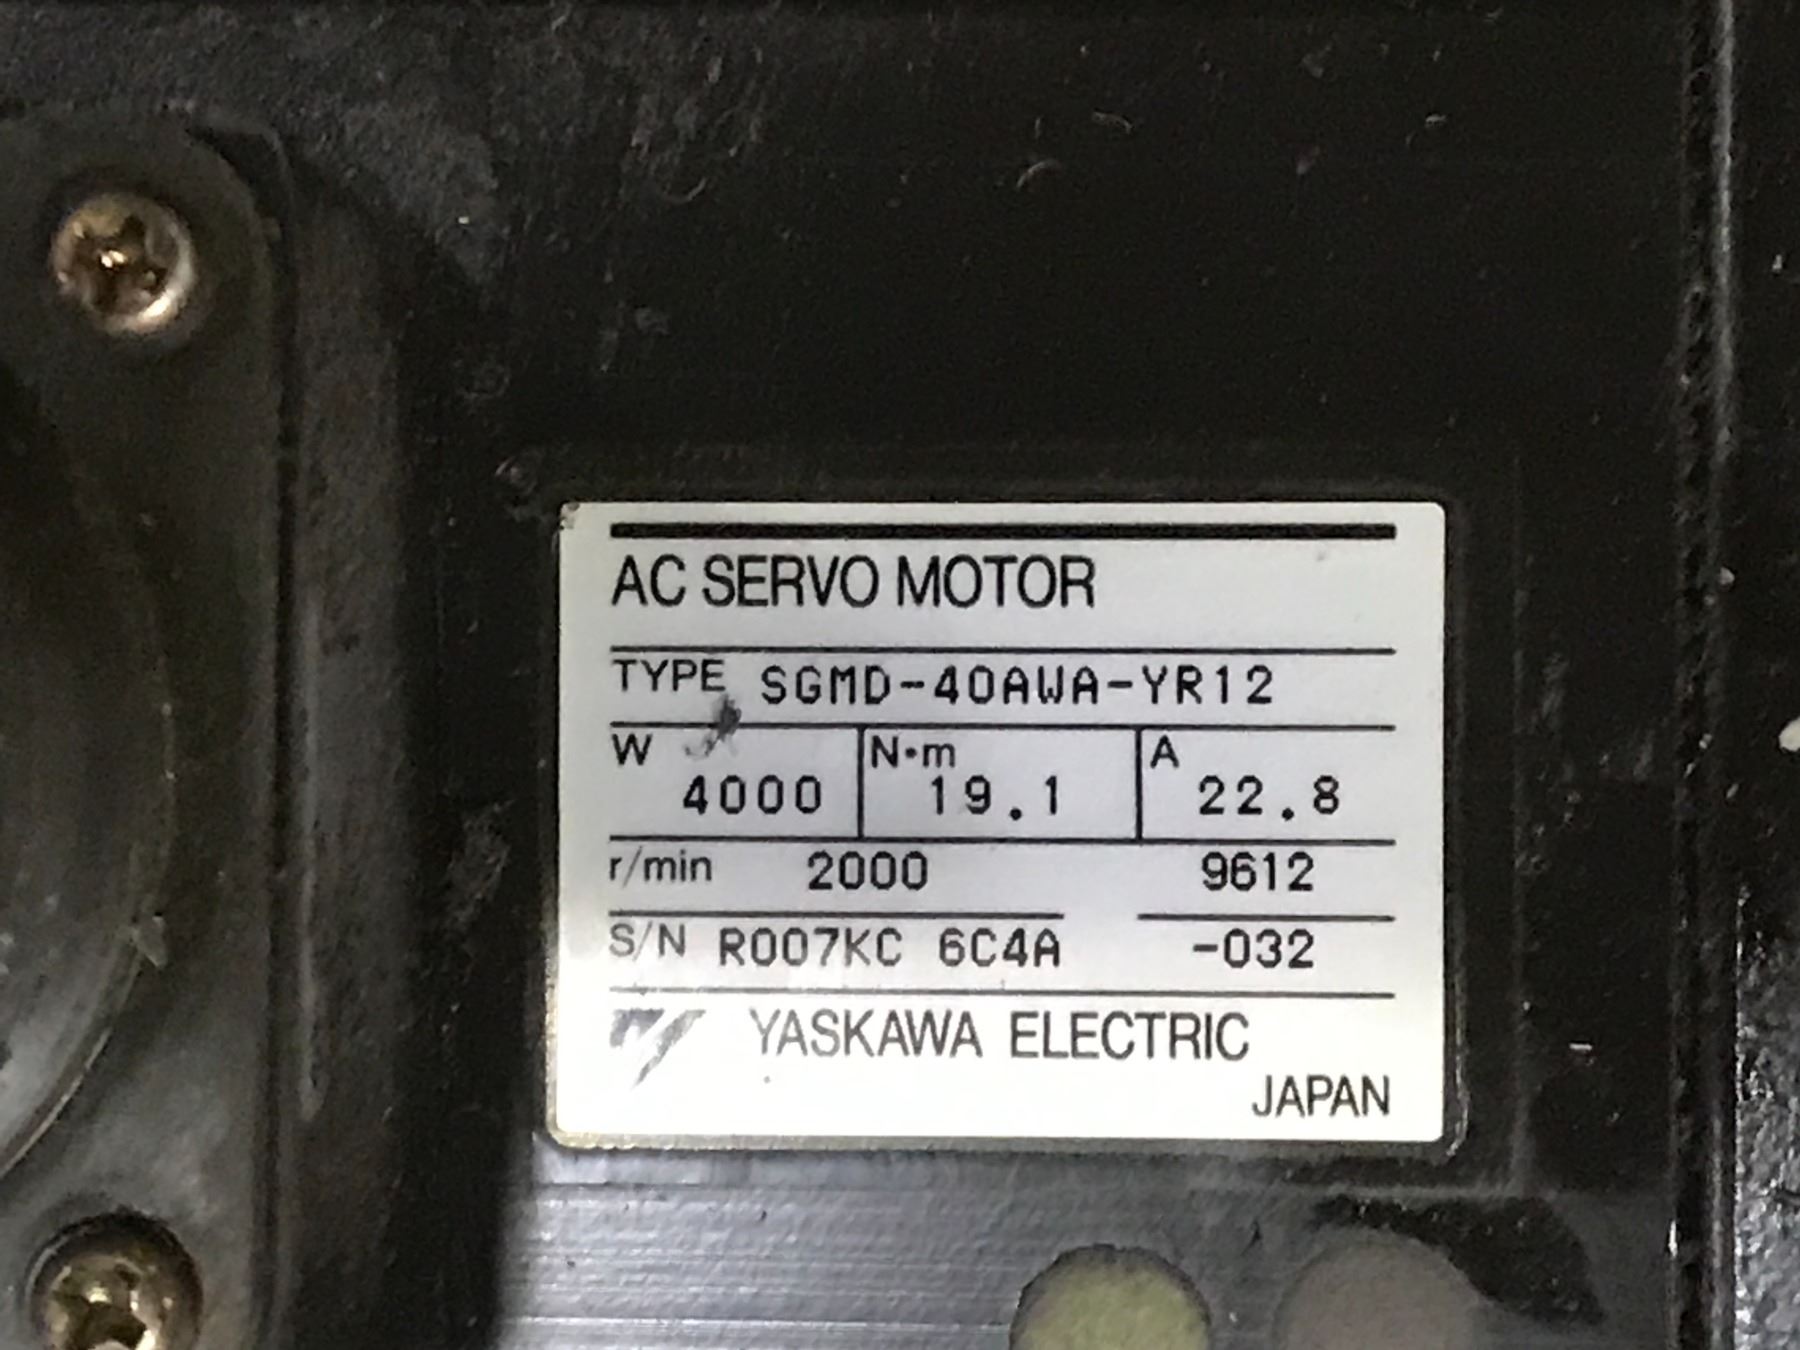 AC SERVO MOTOR
TYPE SGMD-40AWA-YR12
W 4000 N·m 19.1 A 22.8
r/min 2000 9612
S/N R007KC 6C4A -032
YASKAWA ELECTRIC
JAPAN